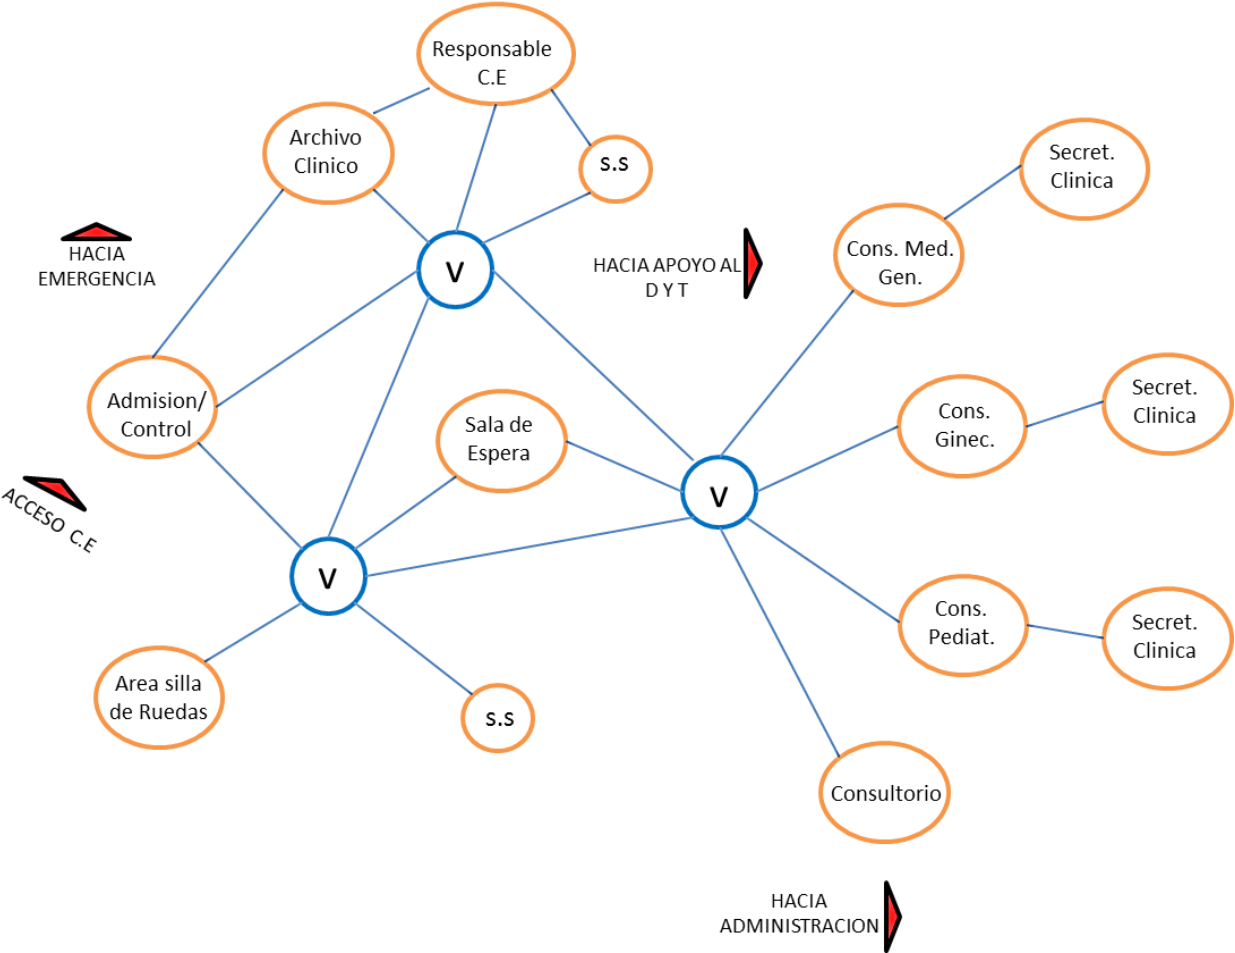 Responsable
C.E
Archivo
Clinico
s.s
Secret.
Clinica
HACIA
EMERGENCIA
HACIA APOYO AL
D Y T
Cons. Med.
Gen.
V
Admision/
Control
Sala de
Espera
Cons.
Ginec.
Secret.
Clinica
ACCESO C.E
V
V
Cons.
Pediat.
Secret.
Clinica
Area silla
de Ruedas
s.s
Consultorio
HACIA
ADMINISTRACION